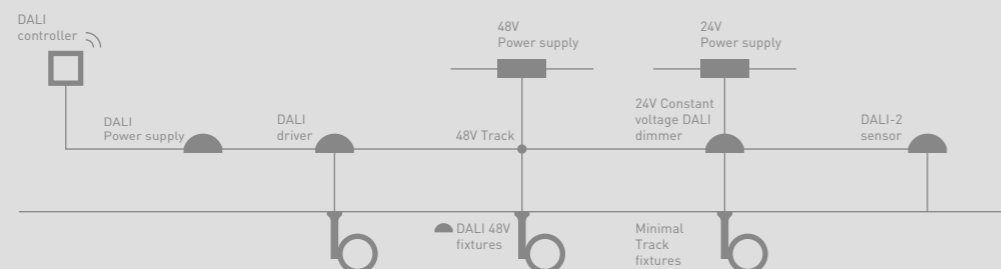 DALI
controller
48V
Power supply
24V
Power supply
DALI
Power supply
DALI
driver
48V Track
24V Constant
voltage DALI
dimmer
DALI-2
sensor
DALI 48V
fixtures
Minimal
Track
fixtures